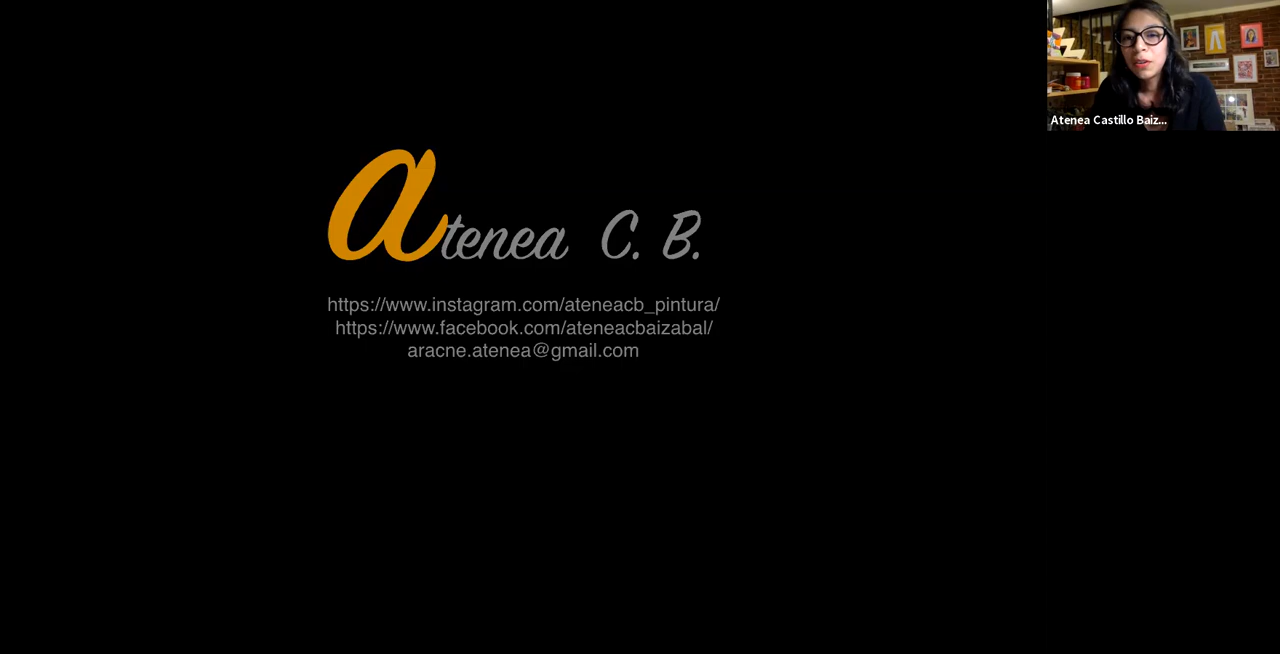 Atenea Castillo Baiz...
atenea C. B.
https://www.instagram.com/ateneacb_pintura/
https://www.facebook.com/ateneacbaizabal/
aracne.atenea@gmail.com